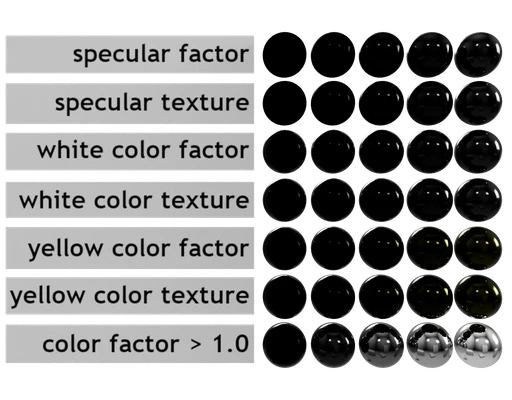 specular factor
specular texture
white color factor
white color texture
yellow color factor
yellow color texture
color factor > 1.0